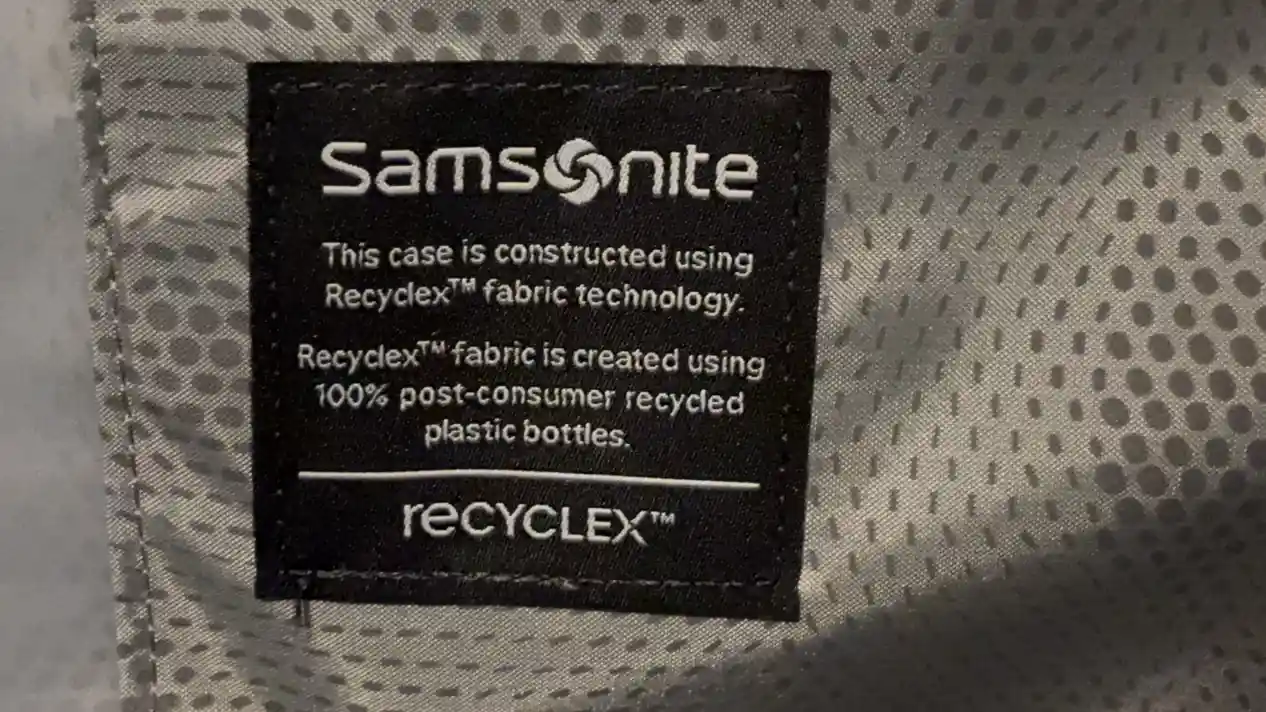 Samsonite
This case is constructed using
Recyclex™ fabric technology.
Recyclex™ fabric is created using
100% post-consumer recycled
plastic bottles.
reCYCLEX™